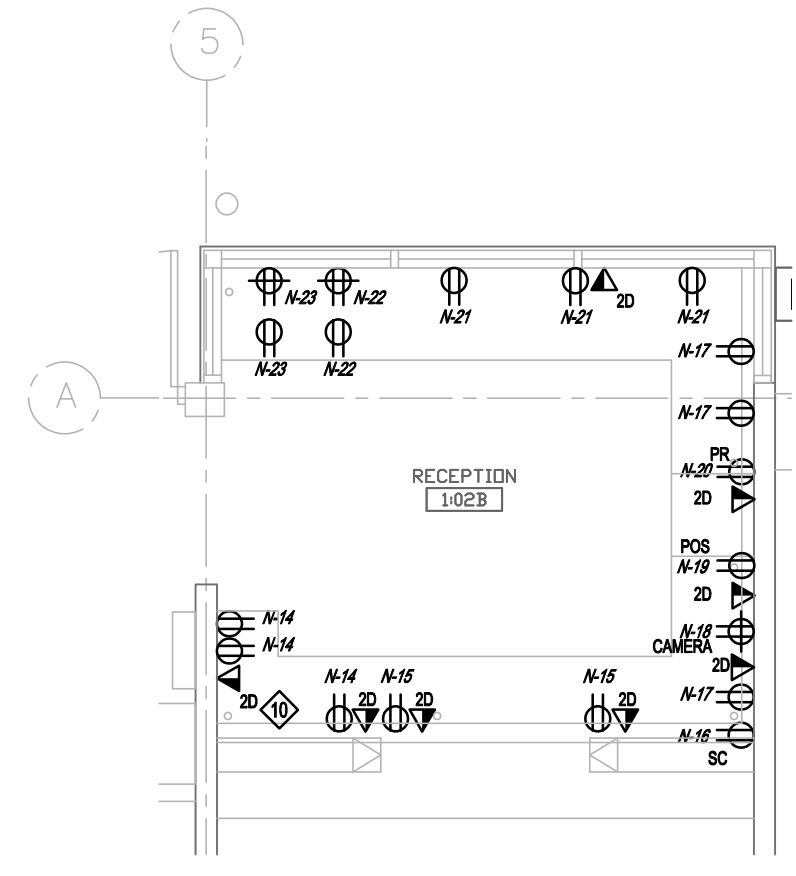 5
N-23 N-22
N-21 N-21 2D N-21
N-23 N-22
N-17
A
N-17
PR
RECEPTION
N-20
1:02B
2D
POS
N-19
2D
N-14
N-18
N-14
CAMERA
2D
N-14 N-15 N-15
2D 10 2D 2D 2D N-17
N-16
SC